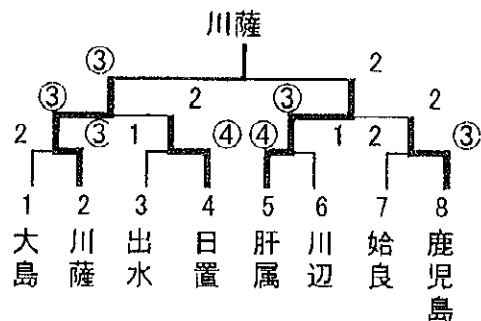 川薩
③ 2
③ 2 ③ 2
2 ③ 1 ④ ④ 1 2 ③
1 2 3 4 5 6 7 8
大島 川薩 出水 日置 肝属 川辺 姶良 鹿児島